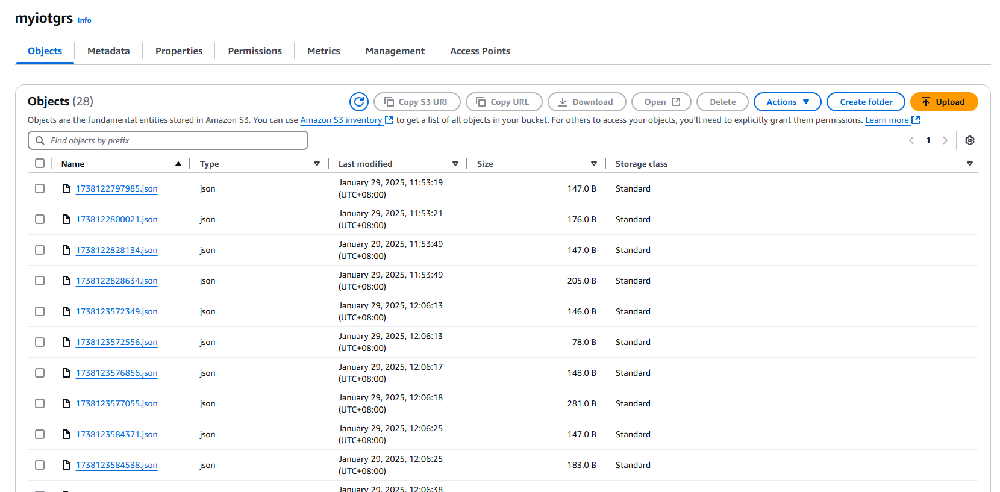 myiotgrs Info
Objects Metadata Properties Permissions Metrics Management Access Points
Objects (28) Copy S3 URI Copy URL Download Open Delete Actions Create folder Upload
Objects are the fundamental entities stored in Amazon S3. You can use Amazon S3 inventory to get a list of all objects in your bucket. For others to access your objects, you'll need to explicitly grant them permissions. Learn more
Find objects by prefix 1
Name Type Last modified Size Storage class
1738122797985.json json January 29, 2025, 11:53:19 (UTC+08:00) 147.0 B Standard
1738122800021.json json January 29, 2025, 11:53:21 (UTC+08:00) 176.0 B Standard
1738122828134.json json January 29, 2025, 11:53:49 (UTC+08:00) 147.0 B Standard
1738122828634.json json January 29, 2025, 11:53:49 (UTC+08:00) 205.0 B Standard
1738123572349.json json January 29, 2025, 12:06:13 (UTC+08:00) 146.0 B Standard
1738123572556.json json January 29, 2025, 12:06:13 (UTC+08:00) 78.0 B Standard
1738123576856.json json January 29, 2025, 12:06:17 (UTC+08:00) 148.0 B Standard
1738123577055.json json January 29, 2025, 12:06:18 (UTC+08:00) 281.0 B Standard
1738123584371.json json January 29, 2025, 12:06:25 (UTC+08:00) 147.0 B Standard
1738123584538.json json January 29, 2025, 12:06:25 (UTC+08:00) 183.0 B Standard
January 29, 2025, 12:06:38